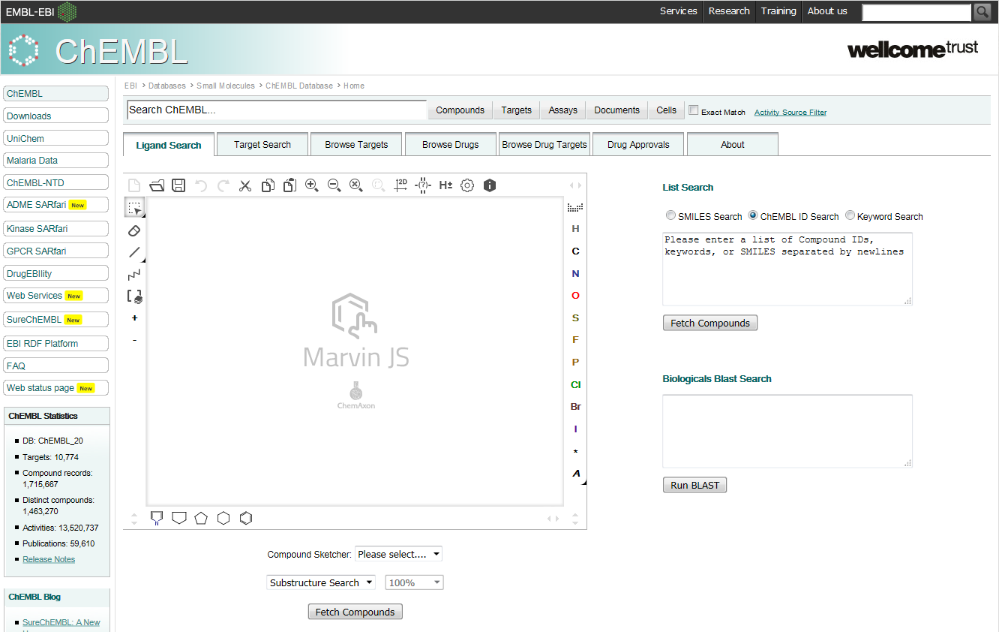 EMBL-EBI
Services Research Training About us
ChEMBL
wellcometrust
EBI > Databases > Small Molecules > ChEMBL Database > Home
Search ChEMBL... Compounds Targets Assays Documents Cells Exact Match Activity Source Filter
Ligand Search Target Search Browse Targets Browse Drugs Browse Drug Targets Drug Approvals About
ChEMBL
Downloads
UniChem
Malaria Data
ChEMBL-NTD
ADME SARfari New
Kinase SARfari
GPCR SARfari
DrugEBIlity
Web Services New
SureChEMBL New
EBI RDF Platform
FAQ
Web status page New
ChEMBL Statistics
DB: ChEMBL_20
Targets: 10,774
Compound records:
1,715,667
Distinct compounds:
1,463,270
Activities: 13,520,737
Publications: 59,610
Release Notes
ChEMBL Blog
SureChEMBL: A New
2D (?) H±
H
C
N
O
S
F
P
Cl
Br
I
*
A
+
-
Marvin JS
ChemAxon
N
Compound Sketcher: Please select....
Substructure Search 100%
Fetch Compounds
List Search
SMILES Search ChEMBL ID Search Keyword Search
Please enter a list of Compound IDs,
keywords, or SMILES separated by newlines
Fetch Compounds
Biologicals Blast Search
Run BLAST